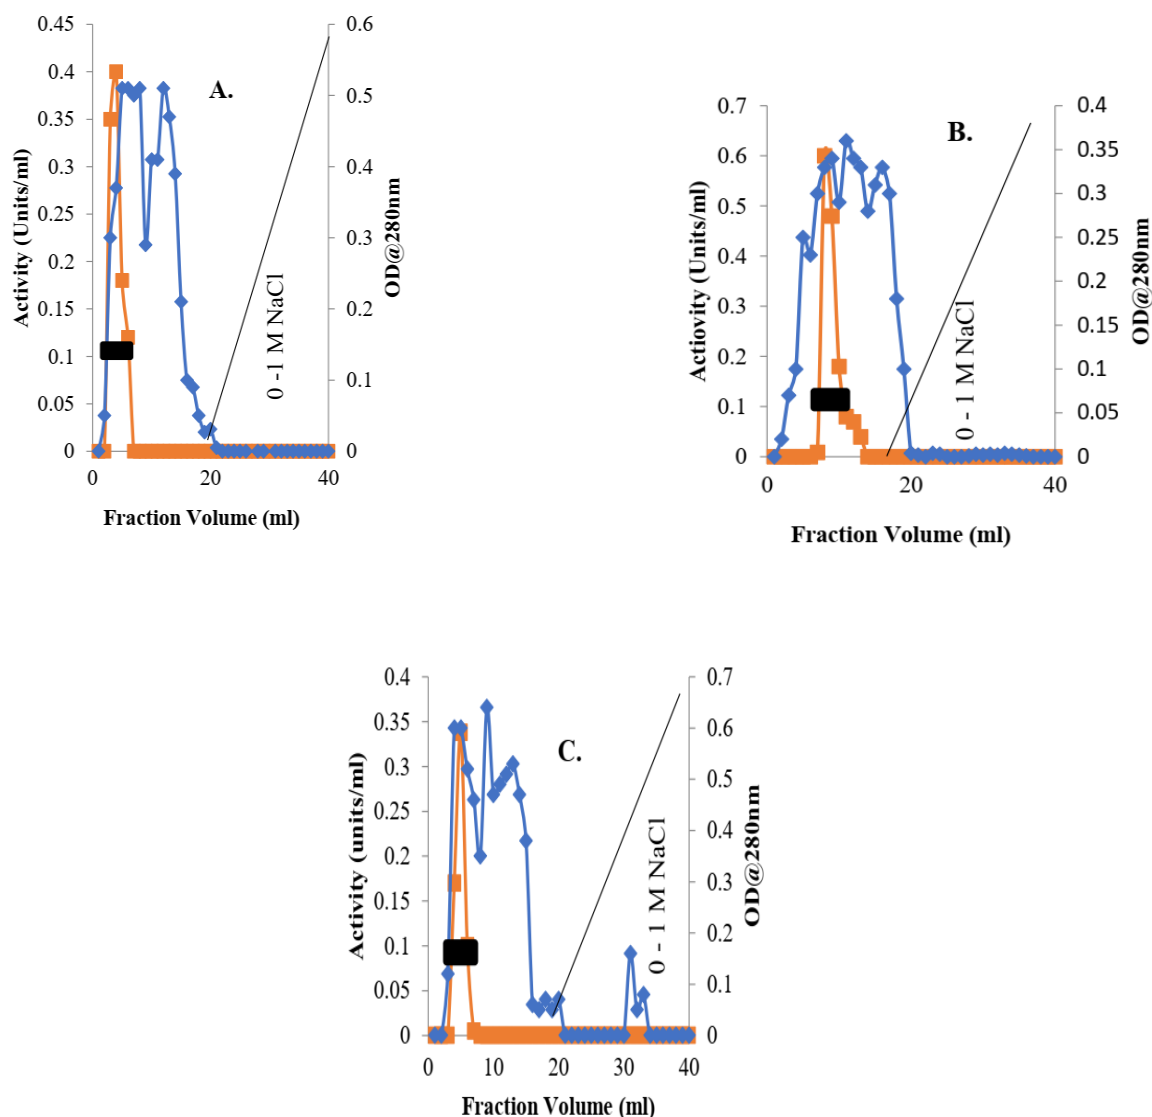 A.
0.45
0.4
0.35
0.3
0.25
0.2
0.15
0.1
0.05
0
Activity (Units/ml)
0.6
0.5
0.4
0.3
0.2
0.1
0
OD@280nm
0 -1 M NaCl
0 20 40
Fraction Volume (ml)
B.
0.7
0.6
0.5
0.4
0.3
0.2
0.1
0
Actiovity (Units/ml)
0.4
0.35
0.3
0.25
0.2
0.15
0.1
0.05
0
OD@280nm
0 - 1 M NaCl
0 20 40
Fraction Volume (ml)
C.
0.4
0.35
0.3
0.25
0.2
0.15
0.1
0.05
0
Activity (units/ml)
0.7
0.6
0.5
0.4
0.3
0.2
0.1
0
OD@280nm
0 - 1 M NaCl
0 10 20 30 40
Fraction Volume (ml)